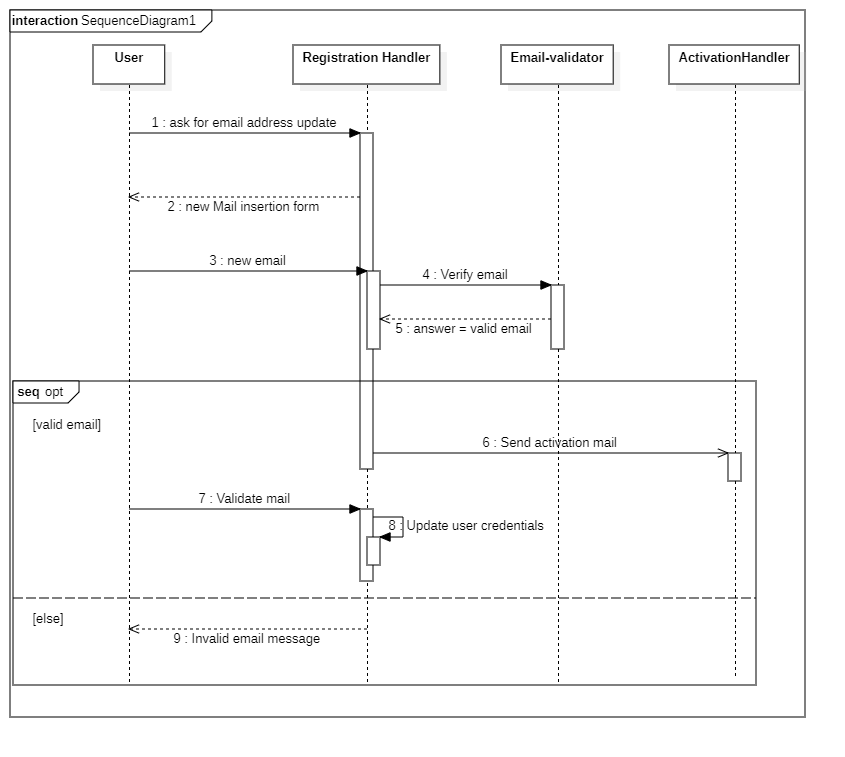 interaction SequenceDiagram1
User
Registration Handler
Email-validator
ActivationHandler
1 : ask for email address update
2 : new Mail insertion form
3 : new email
4 : Verify email
5 : answer = valid email
seq opt
[valid email]
6 : Send activation mail
7 : Validate mail
8 : Update user credentials
[else]
9 : Invalid email message